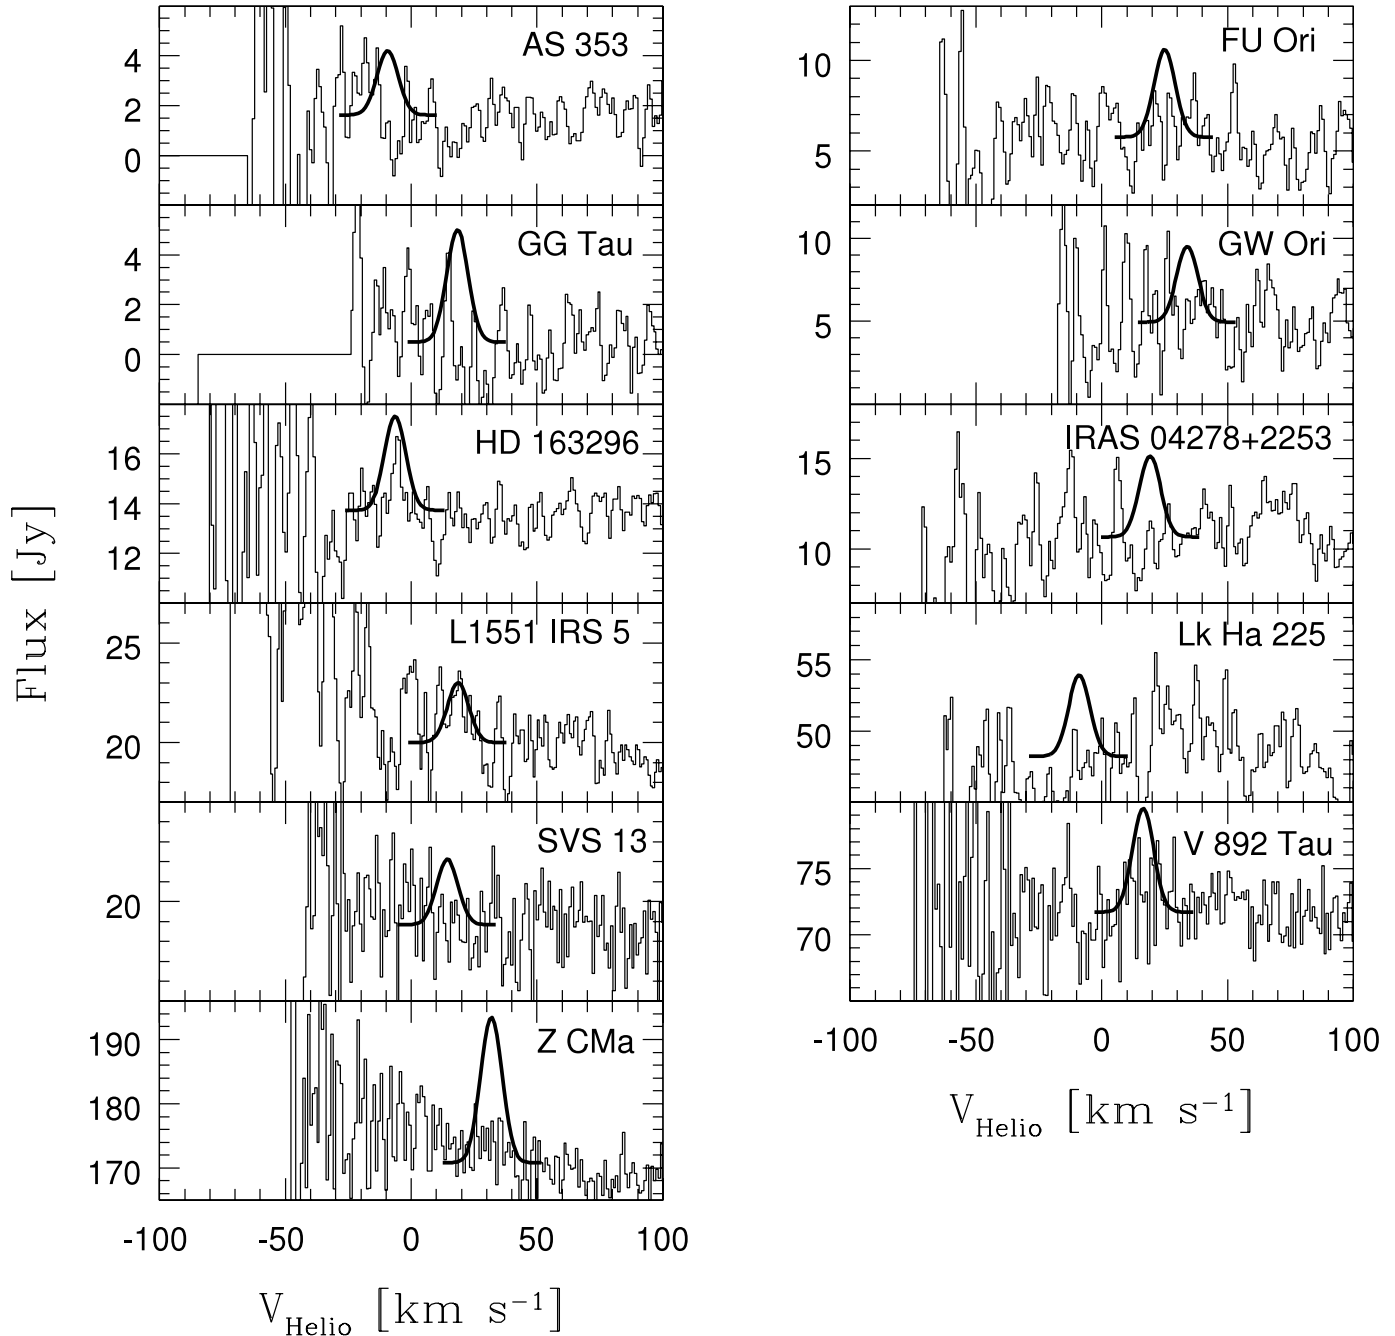 Flux [Jy]
AS 353
4
2
0
GG Tau
4
2
0
HD 163296
16
14
12
L1551 IRS 5
25
20
SVS 13
20
Z CMa
190
180
170
-100 -50 0 50 100
V_Helio [km s⁻¹]
FU Ori
10
5
GW Ori
10
5
IRAS 04278+2253
15
10
Lk Ha 225
55
50
V 892 Tau
75
70
-100 -50 0 50 100
V_Helio [km s⁻¹]